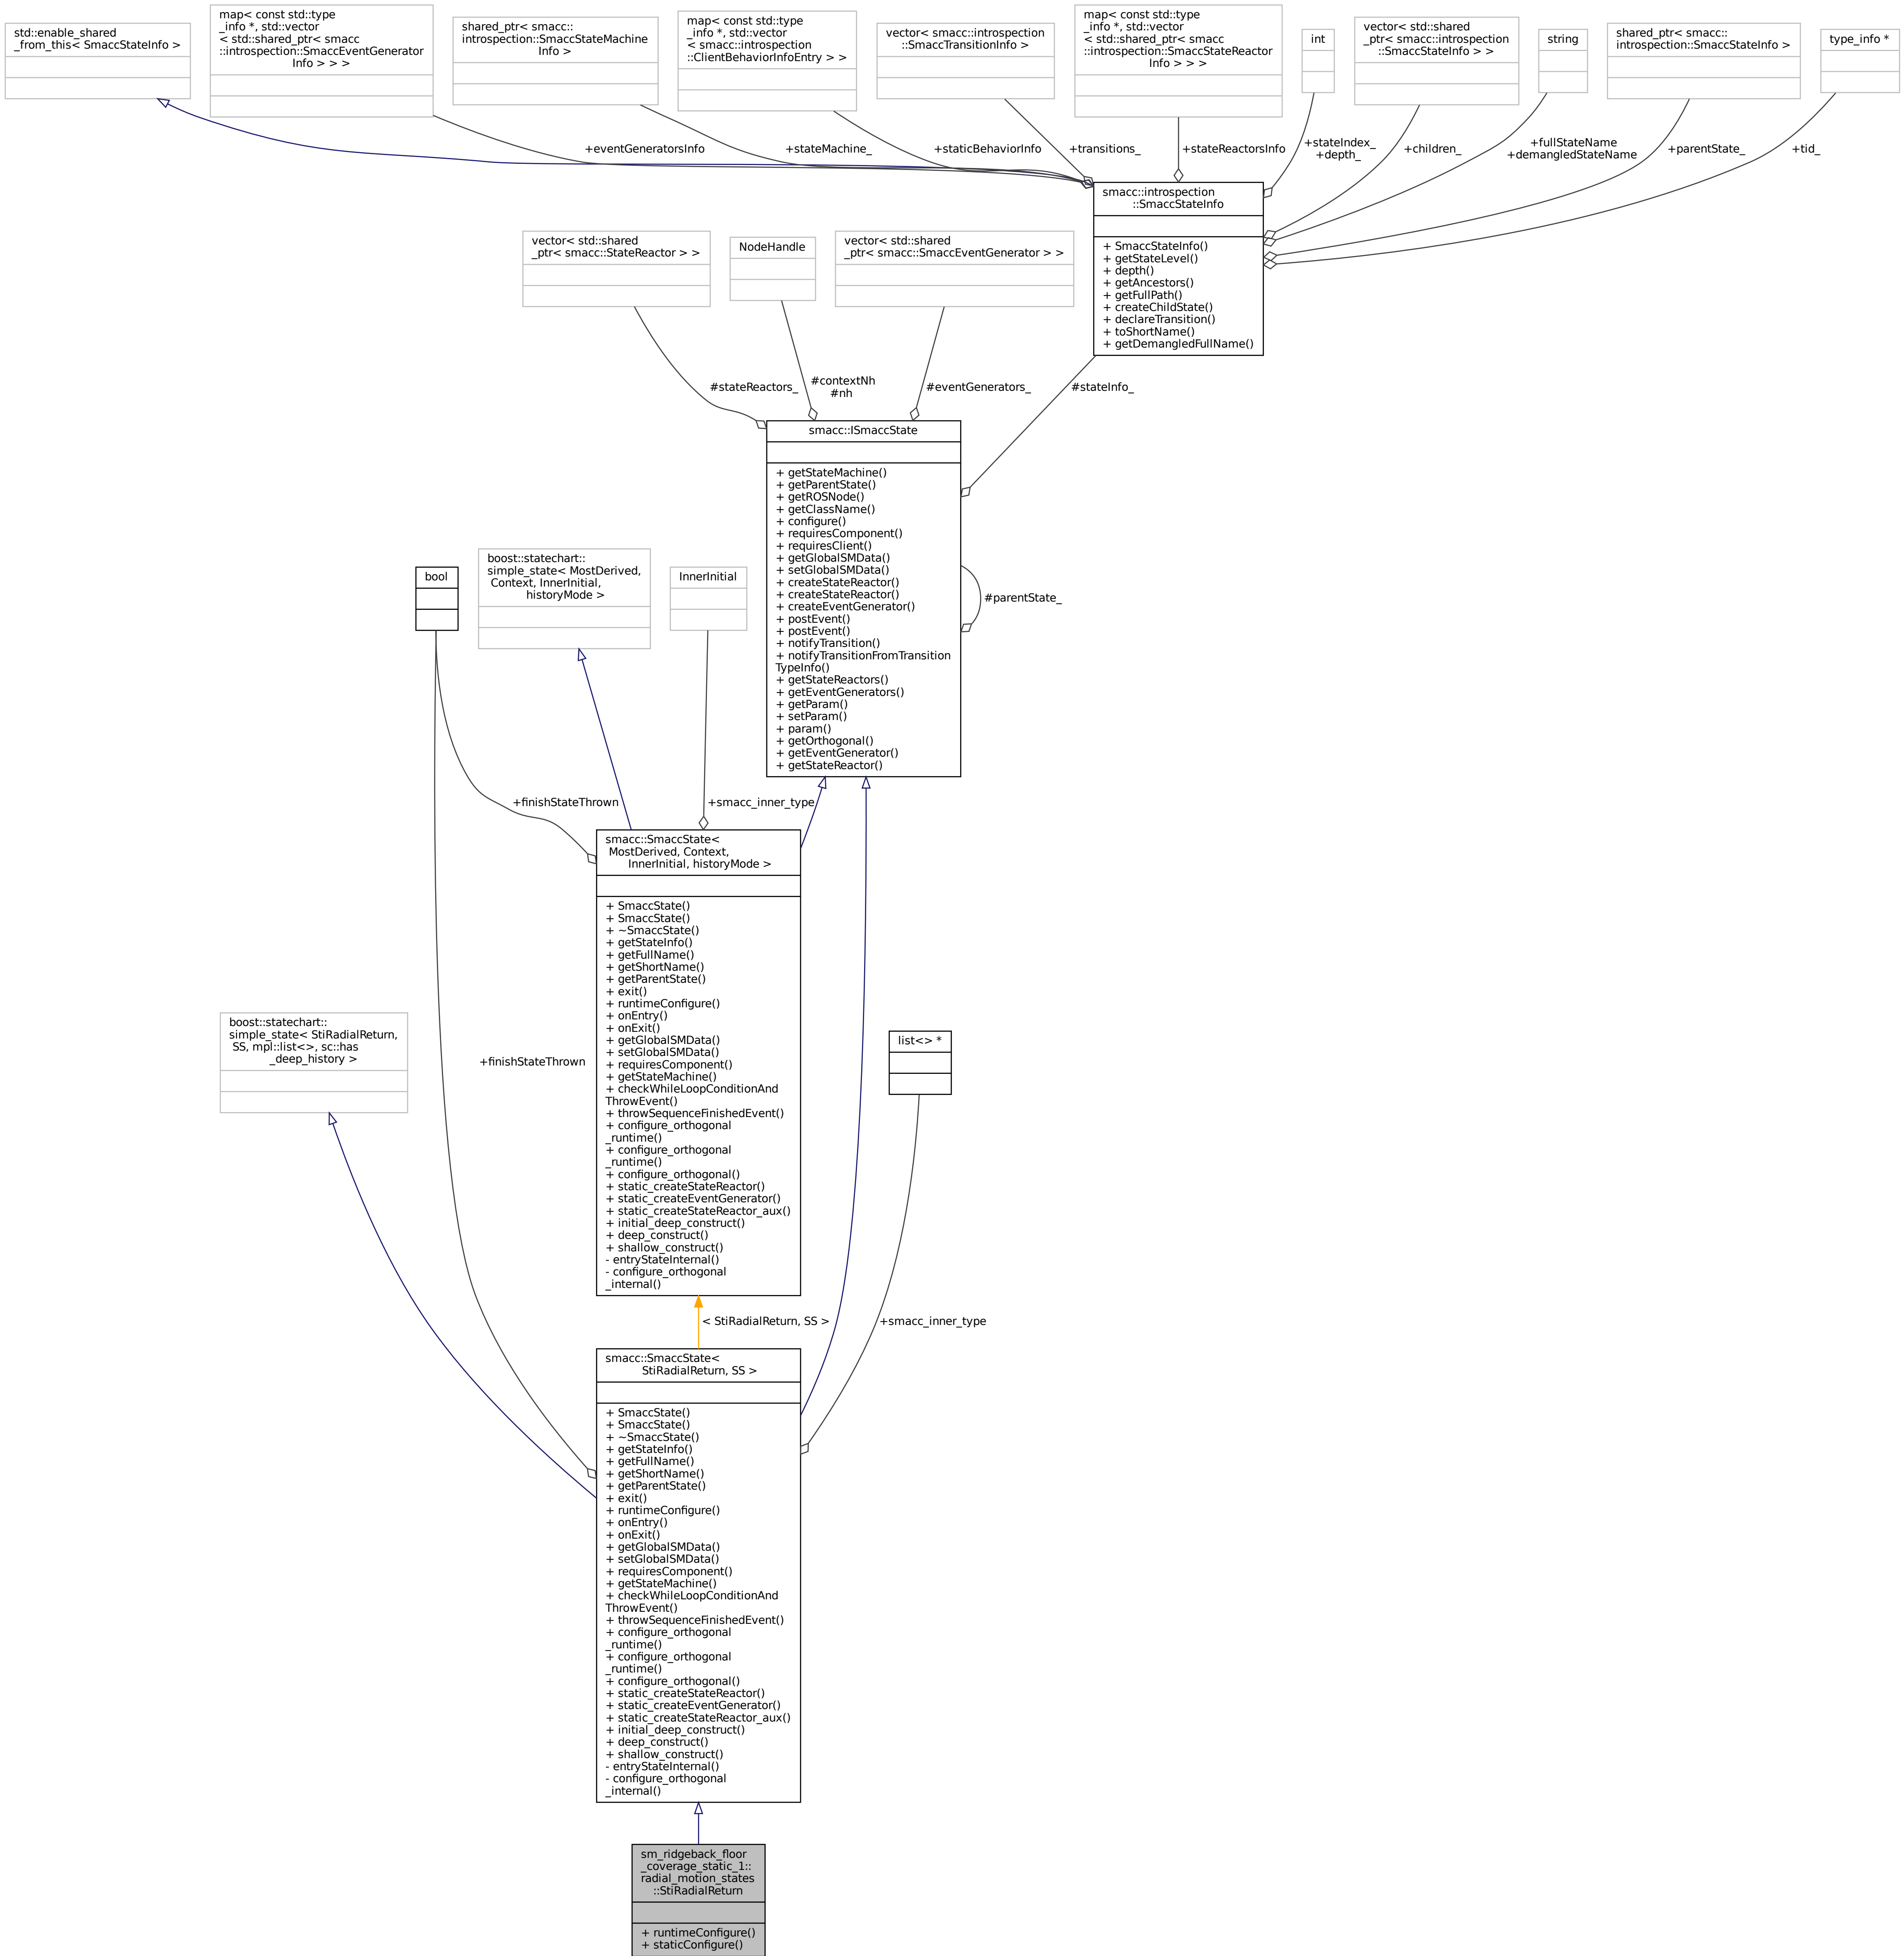 std::enable_shared
_from_this< SmaccStateInfo >
map< const std::type
_info *, std::vector
< std::shared_ptr< smacc
::introspection::SmaccEventGenerator
Info > > >
shared_ptr< smacc::
introspection::SmaccStateMachine
Info >
map< const std::type
_info *, std::vector
< smacc::introspection
::ClientBehaviorInfoEntry > >
vector< smacc::introspection
::SmaccTransitionInfo >
map< const std::type
_info *, std::vector
< std::shared_ptr< smacc
::introspection::SmaccStateReactor
Info > > >
int
vector< std::shared
_ptr< smacc::introspection
::SmaccStateInfo > >
string
shared_ptr< smacc::
introspection::SmaccStateInfo >
type_info *
+eventGeneratorsInfo
+stateMachine_
+staticBehaviorInfo
+transitions_
+stateReactorsInfo
+stateIndex_
+depth_
+children_
+fullStateName
+demangledStateName
+parentState_
+tid_
smacc::introspection
::SmaccStateInfo
+ SmaccStateInfo()
+ getStateLevel()
+ depth()
+ getAncestors()
+ getFullPath()
+ createChildState()
+ declareTransition()
+ toShortName()
+ getDemangledFullName()
vector< std::shared
_ptr< smacc::StateReactor > >
NodeHandle
vector< std::shared
_ptr< smacc::SmaccEventGenerator > >
#stateReactors_
#contextNh
#nh
#eventGenerators_
#stateInfo_
smacc::ISmaccState
+ getStateMachine()
+ getParentState()
+ getROSNode()
+ getClassName()
+ configure()
+ requiresComponent()
+ requiresClient()
+ getGlobalSMData()
+ setGlobalSMData()
+ createStateReactor()
+ createStateReactor()
+ createEventGenerator()
+ postEvent()
+ postEvent()
+ notifyTransition()
+ notifyTransitionFromTransition
TypeInfo()
+ getStateReactors()
+ getEventGenerators()
+ getParam()
+ setParam()
+ param()
+ getOrthogonal()
+ getEventGenerator()
+ getStateReactor()
#parentState_
bool
boost::statechart::
simple_state< MostDerived,
Context, InnerInitial,
historyMode >
InnerInitial
+finishStateThrown
+smacc_inner_type
smacc::SmaccState<
MostDerived, Context,
InnerInitial, historyMode >
+ SmaccState()
+ SmaccState()
+ ~SmaccState()
+ getStateInfo()
+ getFullName()
+ getShortName()
+ getParentState()
+ exit()
+ runtimeConfigure()
+ onEntry()
+ onExit()
+ getGlobalSMData()
+ setGlobalSMData()
+ requiresComponent()
+ getStateMachine()
+ checkWhileLoopConditionAnd
ThrowEvent()
+ throwSequenceFinishedEvent()
+ configure_orthogonal
_runtime()
+ configure_orthogonal
_runtime()
+ configure_orthogonal()
+ static_createStateReactor()
+ static_createEventGenerator()
+ static_createStateReactor_aux()
+ initial_deep_construct()
+ deep_construct()
+ shallow_construct()
- entryStateInternal()
- configure_orthogonal
_internal()
boost::statechart::
simple_state< StiRadialReturn,
SS, mpl::list<>, sc::has
_deep_history >
+finishStateThrown
list<> *
< StiRadialReturn, SS >
+smacc_inner_type
smacc::SmaccState<
StiRadialReturn, SS >
+ SmaccState()
+ SmaccState()
+ ~SmaccState()
+ getStateInfo()
+ getFullName()
+ getShortName()
+ getParentState()
+ exit()
+ runtimeConfigure()
+ onEntry()
+ onExit()
+ getGlobalSMData()
+ setGlobalSMData()
+ requiresComponent()
+ getStateMachine()
+ checkWhileLoopConditionAnd
ThrowEvent()
+ throwSequenceFinishedEvent()
+ configure_orthogonal
_runtime()
+ configure_orthogonal
_runtime()
+ configure_orthogonal()
+ static_createStateReactor()
+ static_createEventGenerator()
+ static_createStateReactor_aux()
+ initial_deep_construct()
+ deep_construct()
+ shallow_construct()
- entryStateInternal()
- configure_orthogonal
_internal()
sm_ridgeback_floor
_coverage_static_1::
radial_motion_states
::StiRadialReturn
+ runtimeConfigure()
+ staticConfigure()